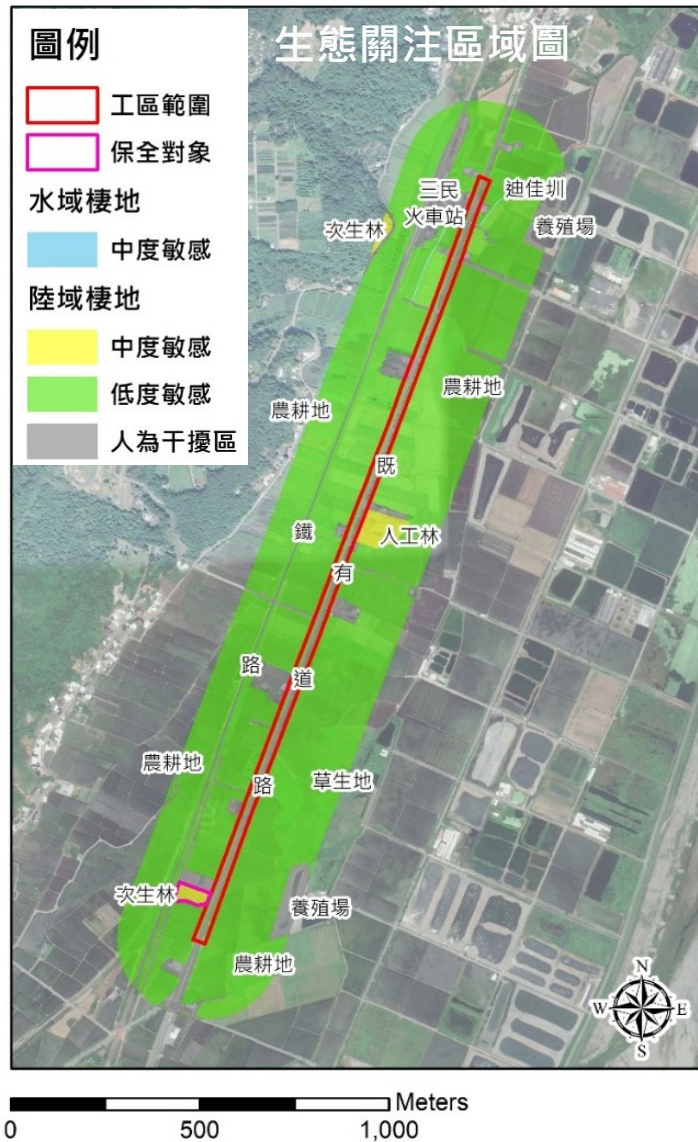 生態關注區域圖
圖例
工區範圍
保全對象
水域棲地
中度敏感
陸域棲地
中度敏感
低度敏感
人為干擾區
三民
火車站
迪佳圳
次生林
養殖場
農耕地
農耕地
既
鐵
人工林
有
路
道
農耕地
路
草生地
次生林
養殖場
農耕地
N
W
E
S
Meters
0
500
1,000